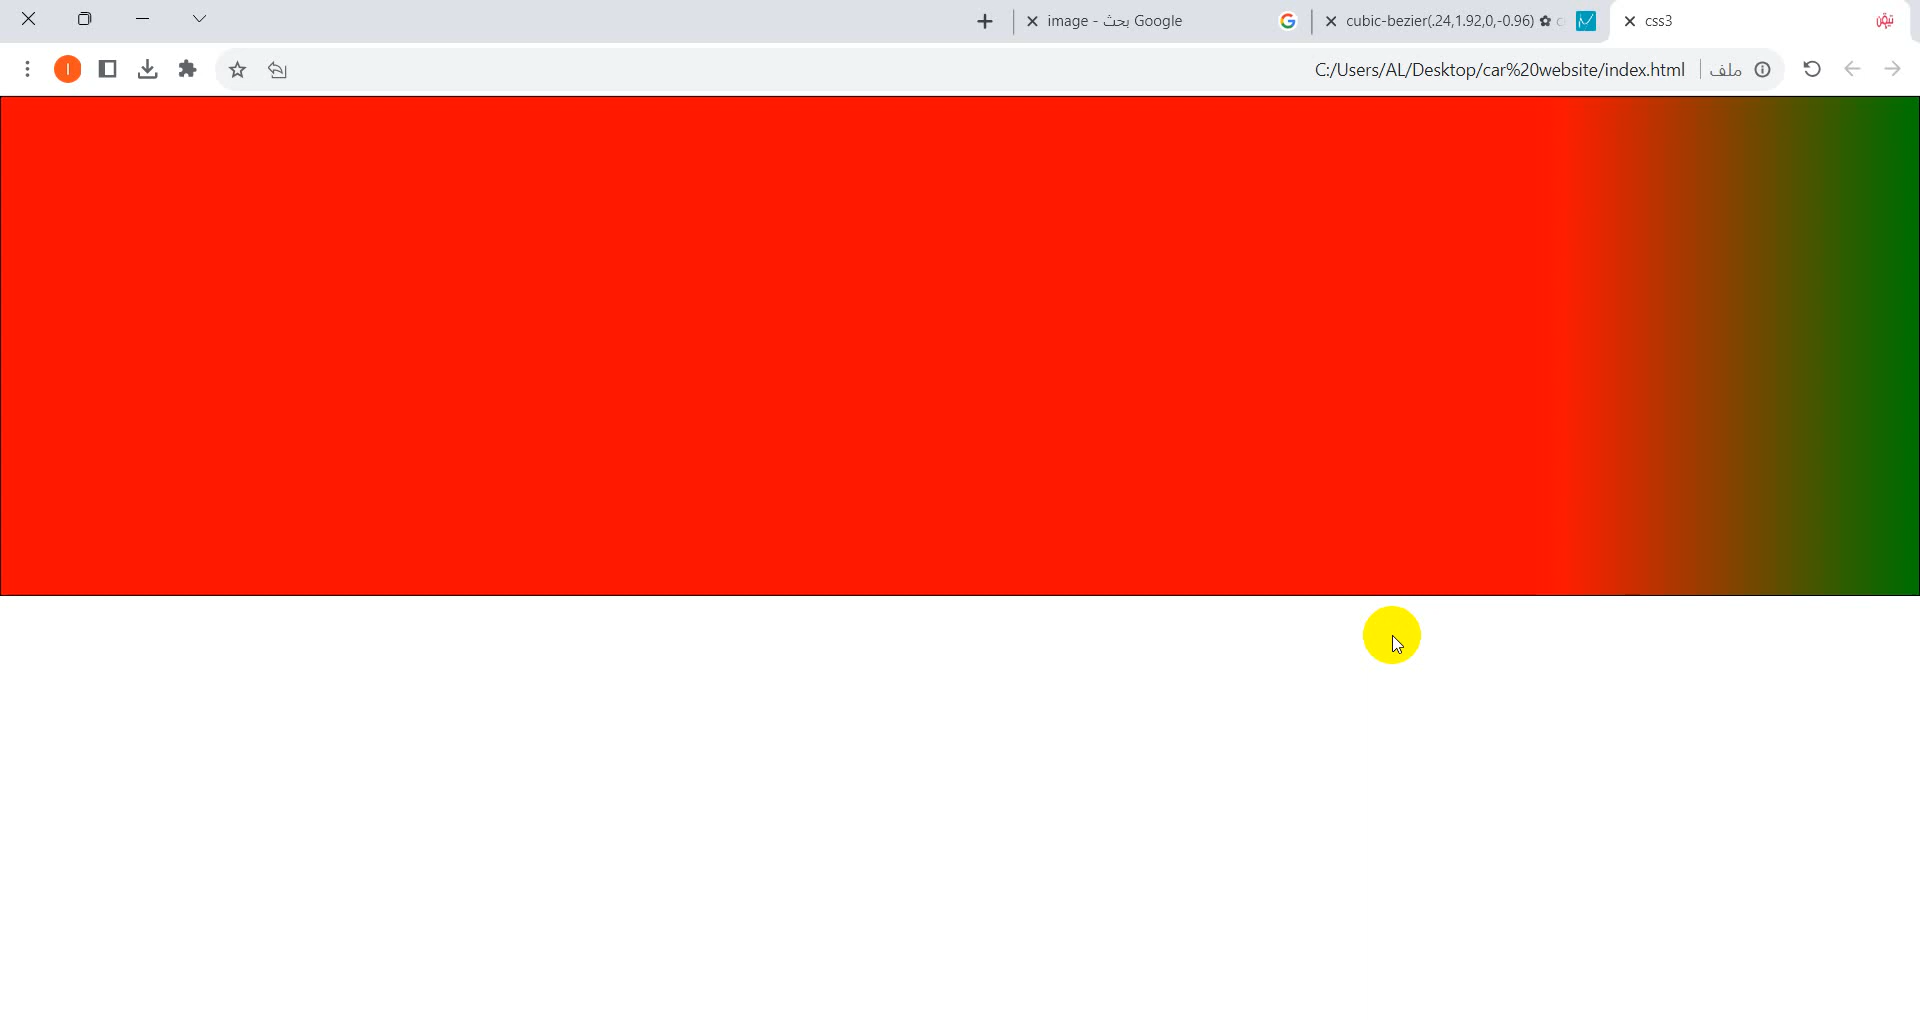 css3
cubic-bezier(.24,1.92,0,-0.96)
image - بحث Google
ملف
C:/Users/AL/Desktop/car%20website/index.html
I